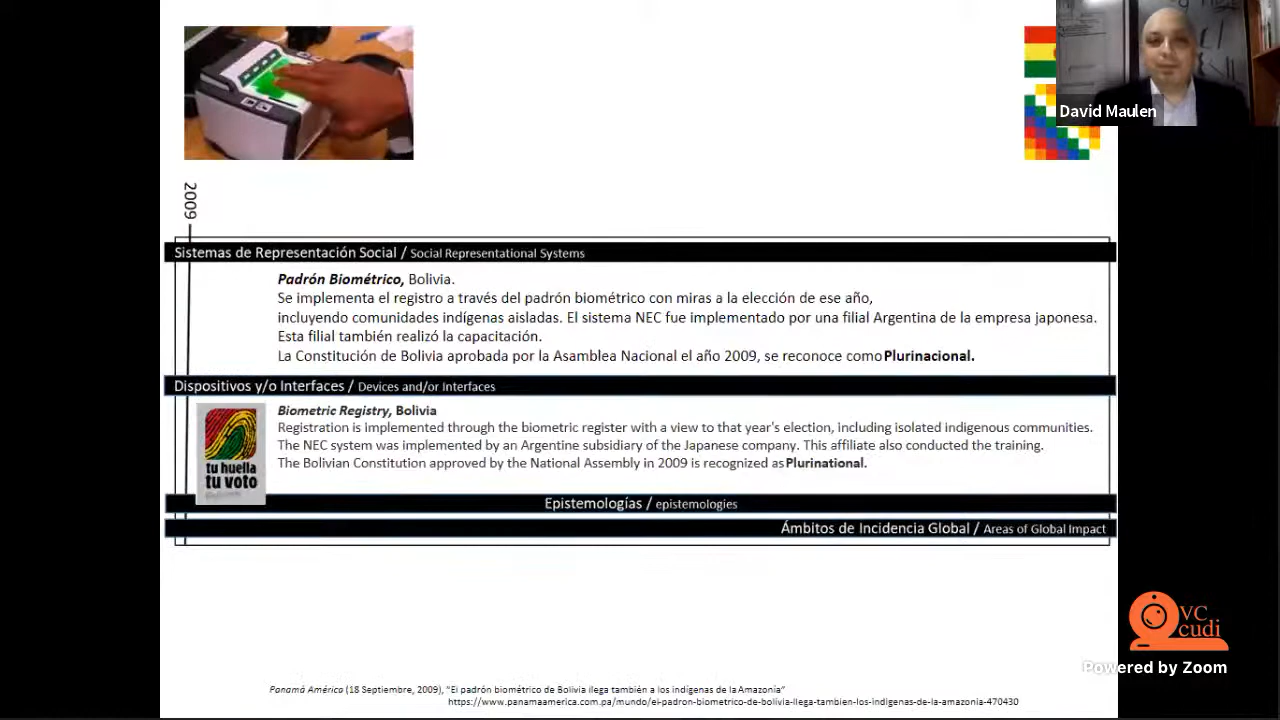 David Maulen
2009
Sistemas de Representación Social / Social Representational Systems
Padrón Biométrico, Bolivia.
Se implementa el registro a través del padrón biométrico con miras a la elección de ese año,
incluyendo comunidades indígenas aisladas. El sistema NEC fue implementado por una filial Argentina de la empresa japonesa.
Esta filial también realizó la capacitación.
La Constitución de Bolivia aprobada por la Asamblea Nacional el año 2009, se reconoce como Plurinacional.
Dispositivos y/o Interfaces / Devices and/or Interfaces
Biometric Registry, Bolivia
Registration is implemented through the biometric register with a view to that year's election, including isolated indigenous communities.
The NEC system was implemented by an Argentine subsidiary of the Japanese company. This affiliate also conducted the training.
The Bolivian Constitution approved by the National Assembly in 2009 is recognized as Plurinational.
tu huella
tu voto
Epistemologías / epistemologies
Ámbitos de Incidencia Global / Areas of Global Impact
VC
cudi
Powered by Zoom
Panamá América (18 Septiembre, 2009), "El padrón biométrico de Bolivia llega también a los indígenas de la Amazonía"
https://www.panamaamerica.com.pa/mundo/el-padron-biometrico-de-bolivia-llega-tambien-los-indigenas-de-la-amazonia-470430